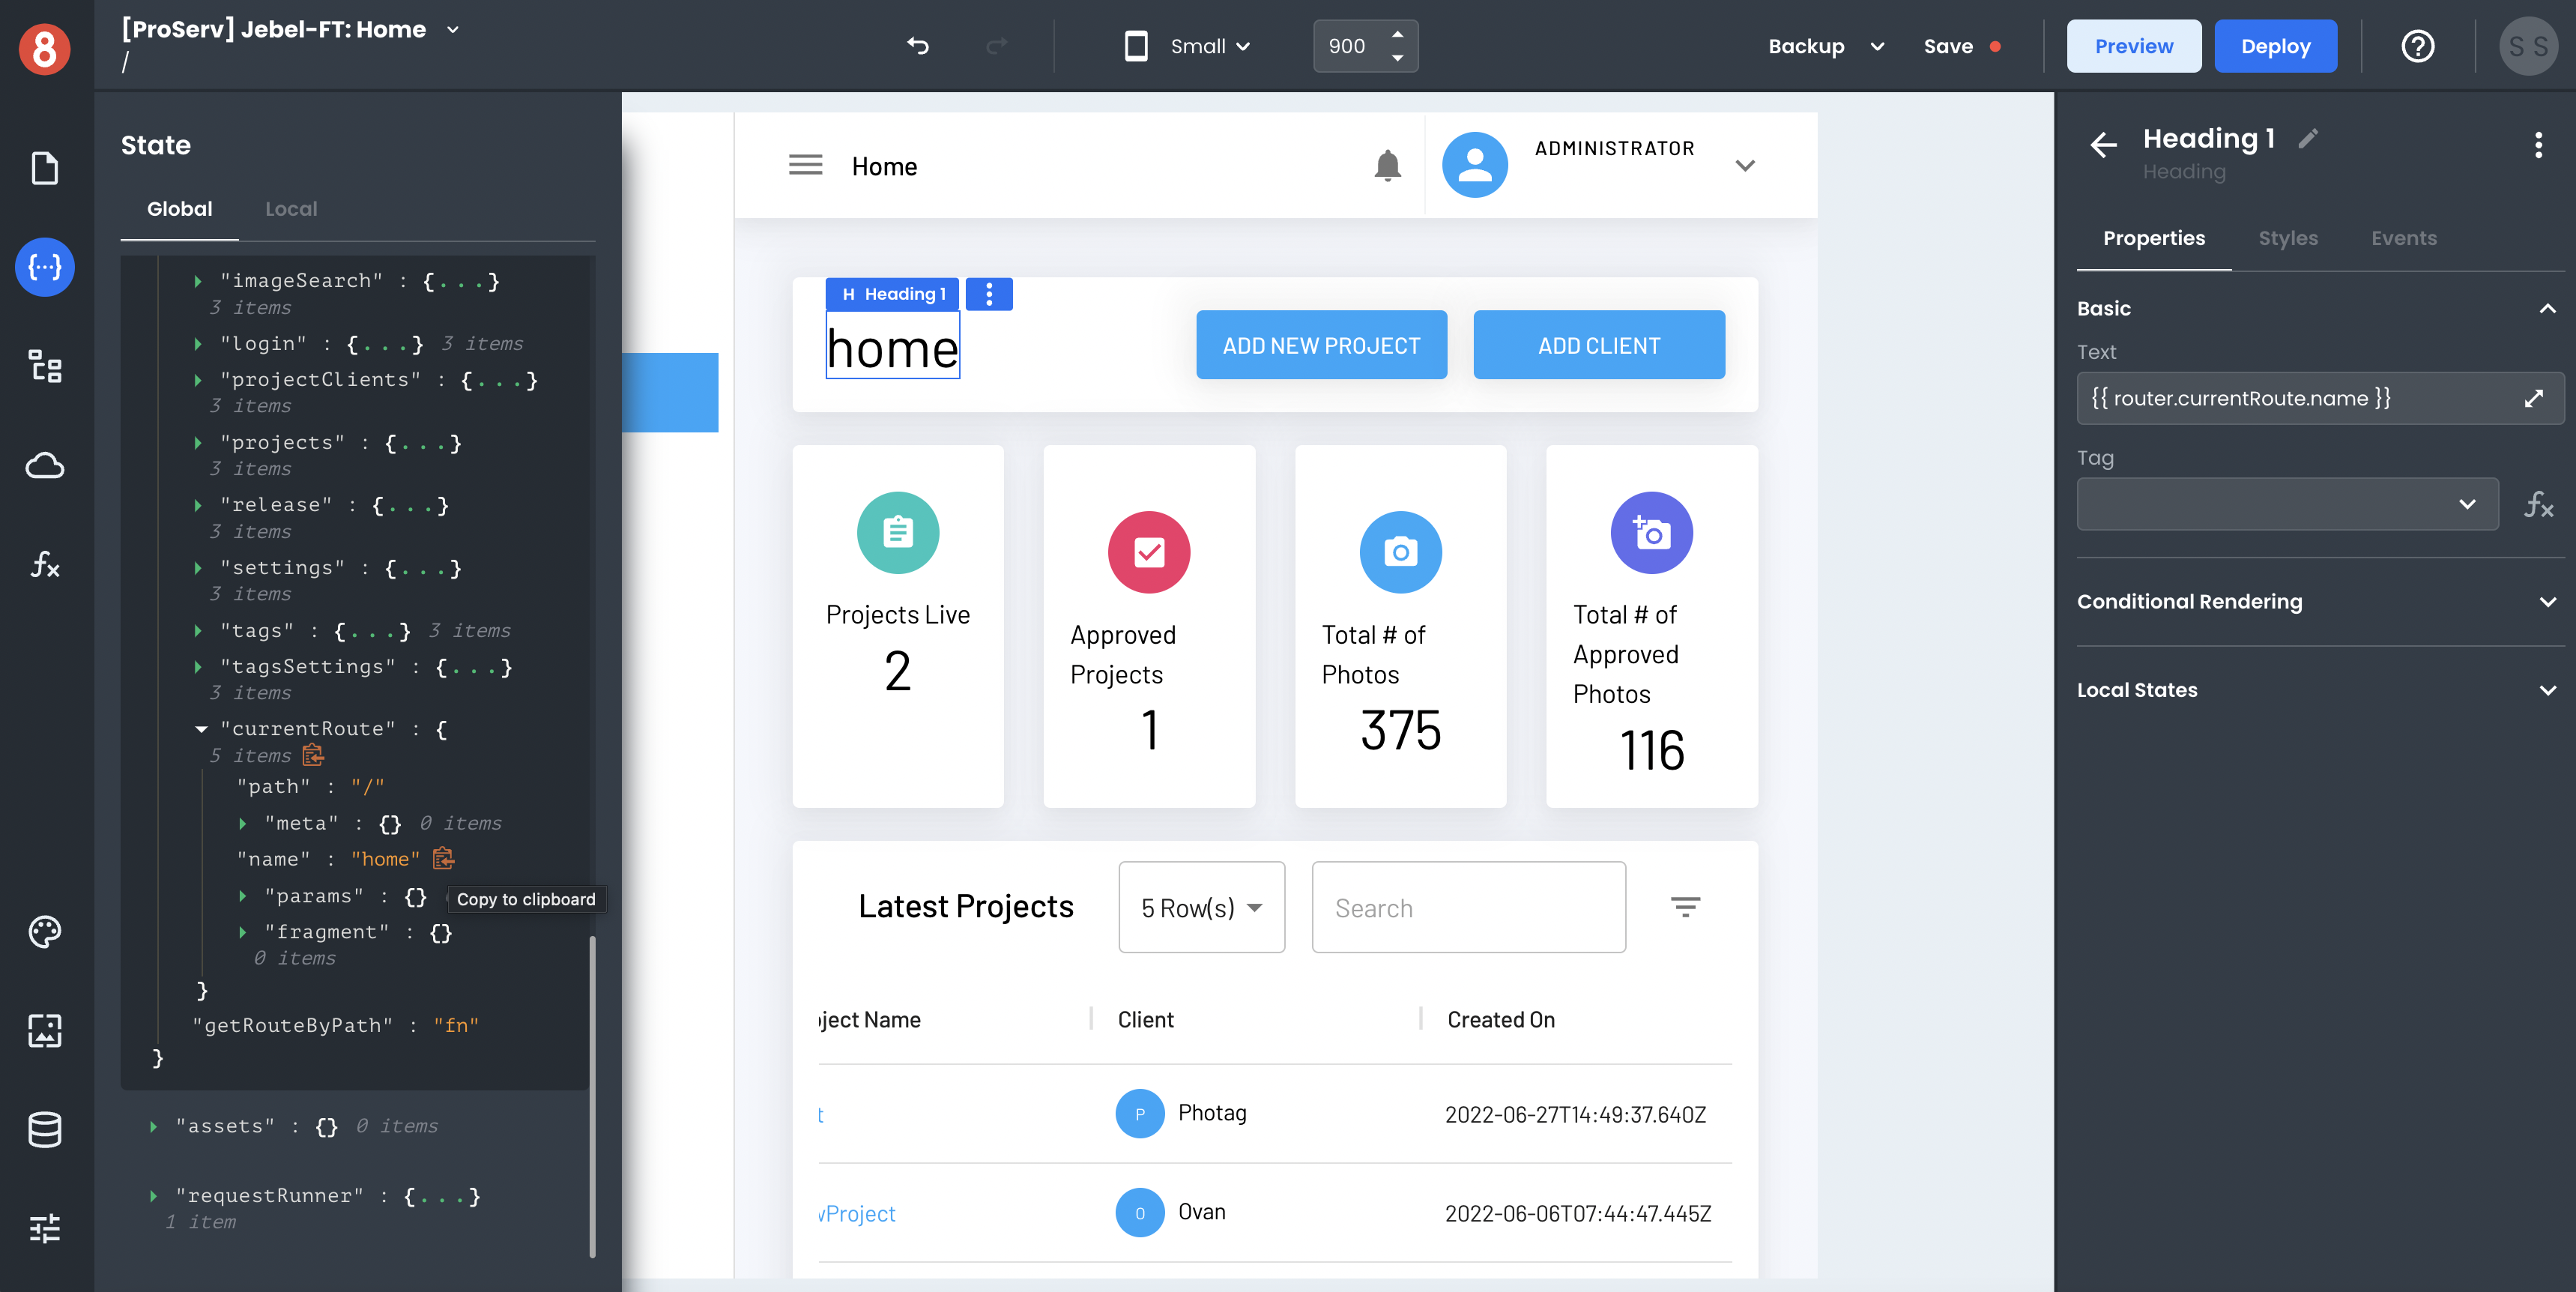 8
[ProServ] Jebel-FT: Home
/
Small
900
Backup
Save
Preview
Deploy
S S
State
Global
Local
"imageSearch" : {...}
3 items
"login" : {...} 3 items
"projectClients" : {...}
3 items
"projects" : {...}
3 items
"release" : {...}
3 items
"settings" : {...}
3 items
"tags" : {...} 3 items
"tagsSettings" : {...}
3 items
"currentRoute" : {
5 items
"path" : "/"
"meta" : {} 0 items
"name" : "home"
"params" : {}
Copy to clipboard
"fragment" : {}
0 items
}
"getRouteByPath" : "fn"
}
"assets" : {} 0 items
"requestRunner" : {...}
1 item
Home
ADMINISTRATOR
H Heading 1
home
ADD NEW PROJECT
ADD CLIENT
Projects Live
2
Approved
Projects
1
Total # of
Photos
375
Total # of
Approved
Photos
116
Latest Projects
5 Row(s)
Search
ject Name
Client
Created On
t
P
Photag
2022-06-27T14:49:37.640Z
vProject
O
Ovan
2022-06-06T07:44:47.445Z
Heading 1
Heading
Properties
Styles
Events
Basic
Text
{{ router.currentRoute.name }}
Tag
fx
Conditional Rendering
Local States